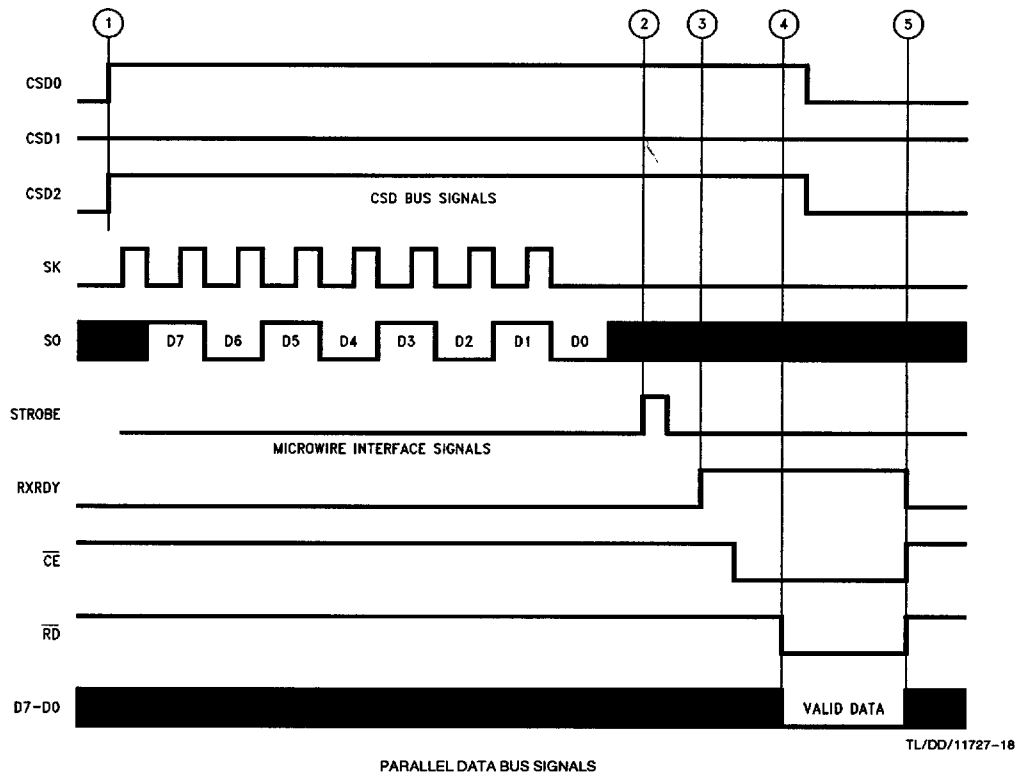 1 2 3 4 5
CSD0
CSD1
CSD2 CSD BUS SIGNALS
SK
SO D7 D6 D5 D4 D3 D2 D1 D0
STROBE
MICROWIRE INTERFACE SIGNALS
RXRDY
CE
RD
D7-D0 VALID DATA
TL/DD/11727-18
PARALLEL DATA BUS SIGNALS